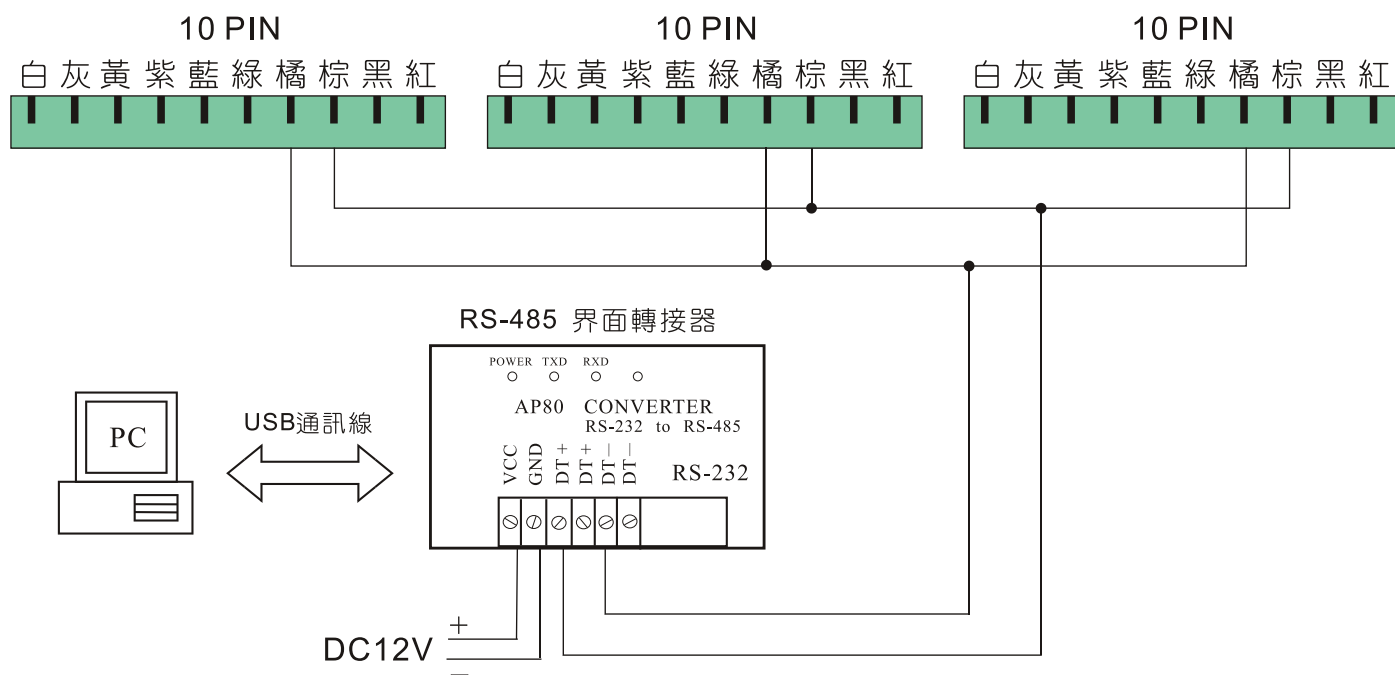 10 PIN 10 PIN 10 PIN
白 灰 黃 紫 藍 綠 橘 棕 黑 紅 白 灰 黃 紫 藍 綠 橘 棕 黑 紅 白 灰 黃 紫 藍 綠 橘 棕 黑 紅
RS-485 界面轉接器
POWER TXD RXD
AP80 CONVERTER
RS-232 to RS-485
PC
USB通訊線
VCC
GND
DT+
DT+
DT－
DT－
RS-232
＋
DC12V
－